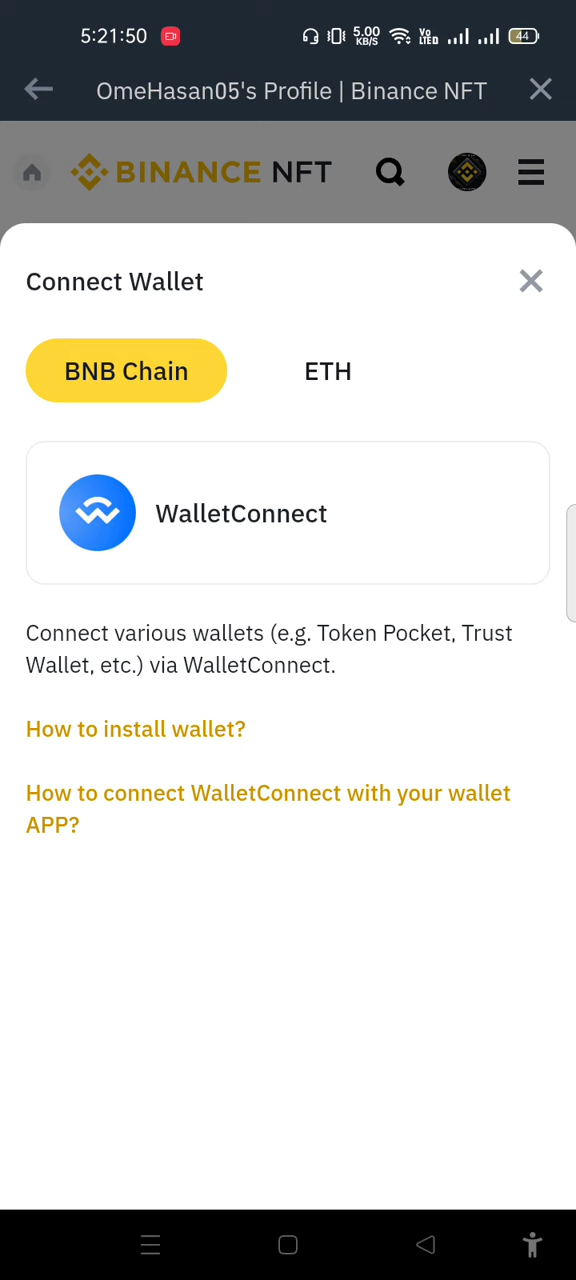 5:21:50 5.00 KB/S Vo LTED 44
OmeHasan05's Profile | Binance NFT
BINANCE NFT
Connect Wallet
BNB Chain ETH
WalletConnect
Connect various wallets (e.g. Token Pocket, Trust
Wallet, etc.) via WalletConnect.
How to install wallet?
How to connect WalletConnect with your wallet
APP?